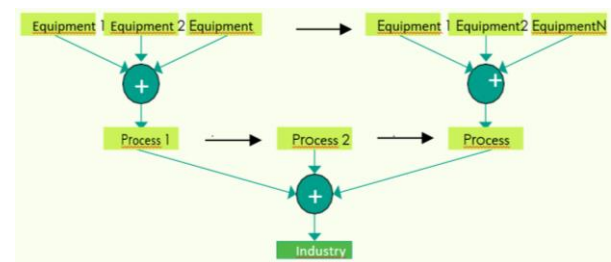 Equipment 1 Equipment 2 Equipment Equipment 1 Equipment2 EquipmentN
+ +
Process 1 Process 2 Process
+
Industry